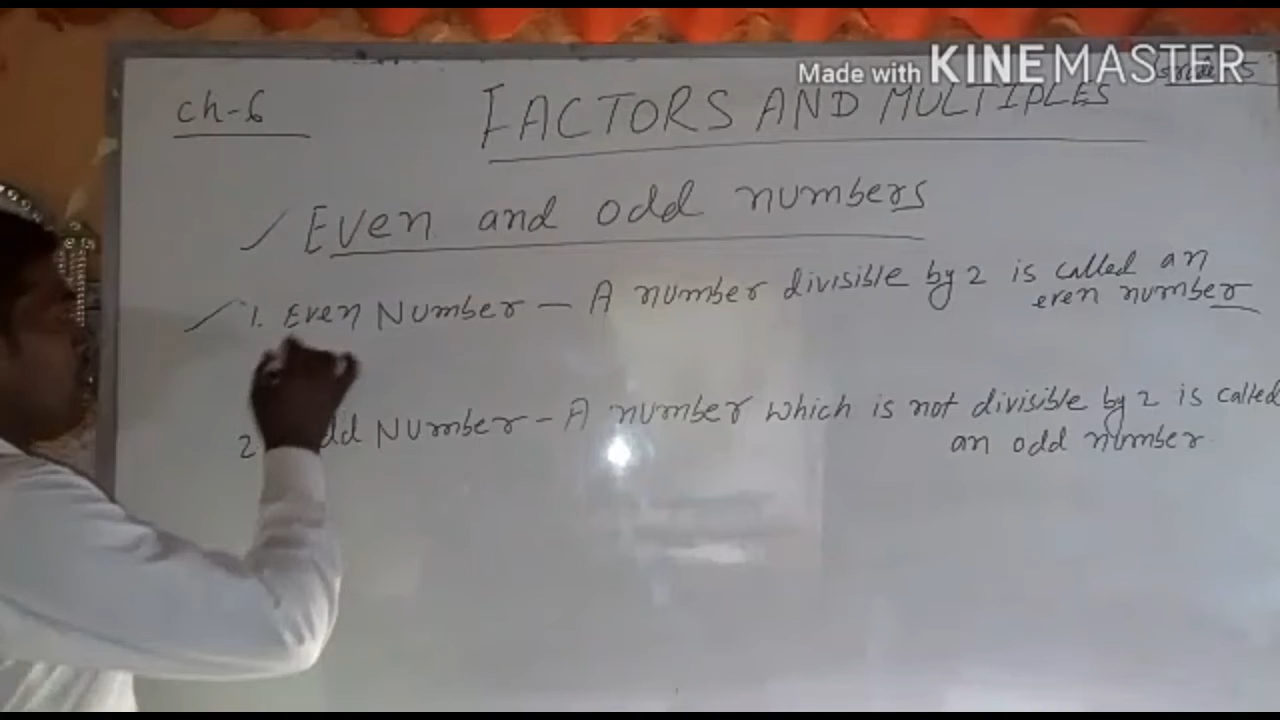 Made with KINEMASTER
Ch-6
FACTORS AND MULTIPLES
Even and odd numbers
1. Even Number — A number divisible by 2 is called an
even number
2. Odd Number - A number which is not divisible by 2 is called
an odd number